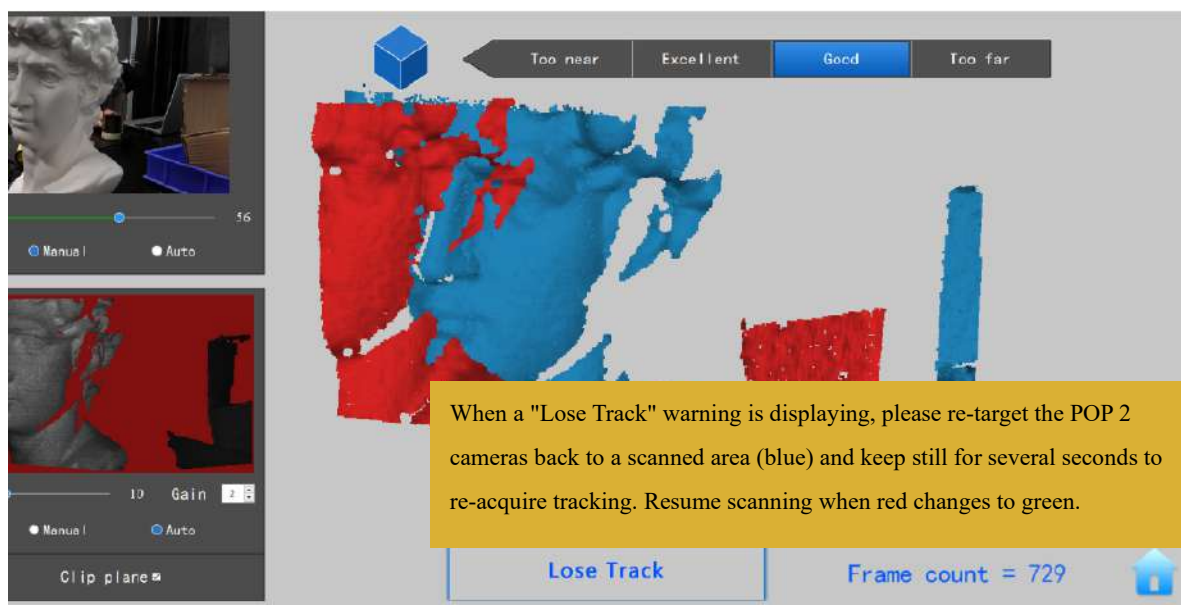 Too near
Excellent
Good
Too far
56
Manual
Auto
10
Gain
2
Manual
Auto
Clip plane
When a "Lose Track" warning is displaying, please re-target the POP 2
cameras back to a scanned area (blue) and keep still for several seconds to
re-acquire tracking. Resume scanning when red changes to green.
Lose Track
Frame count = 729